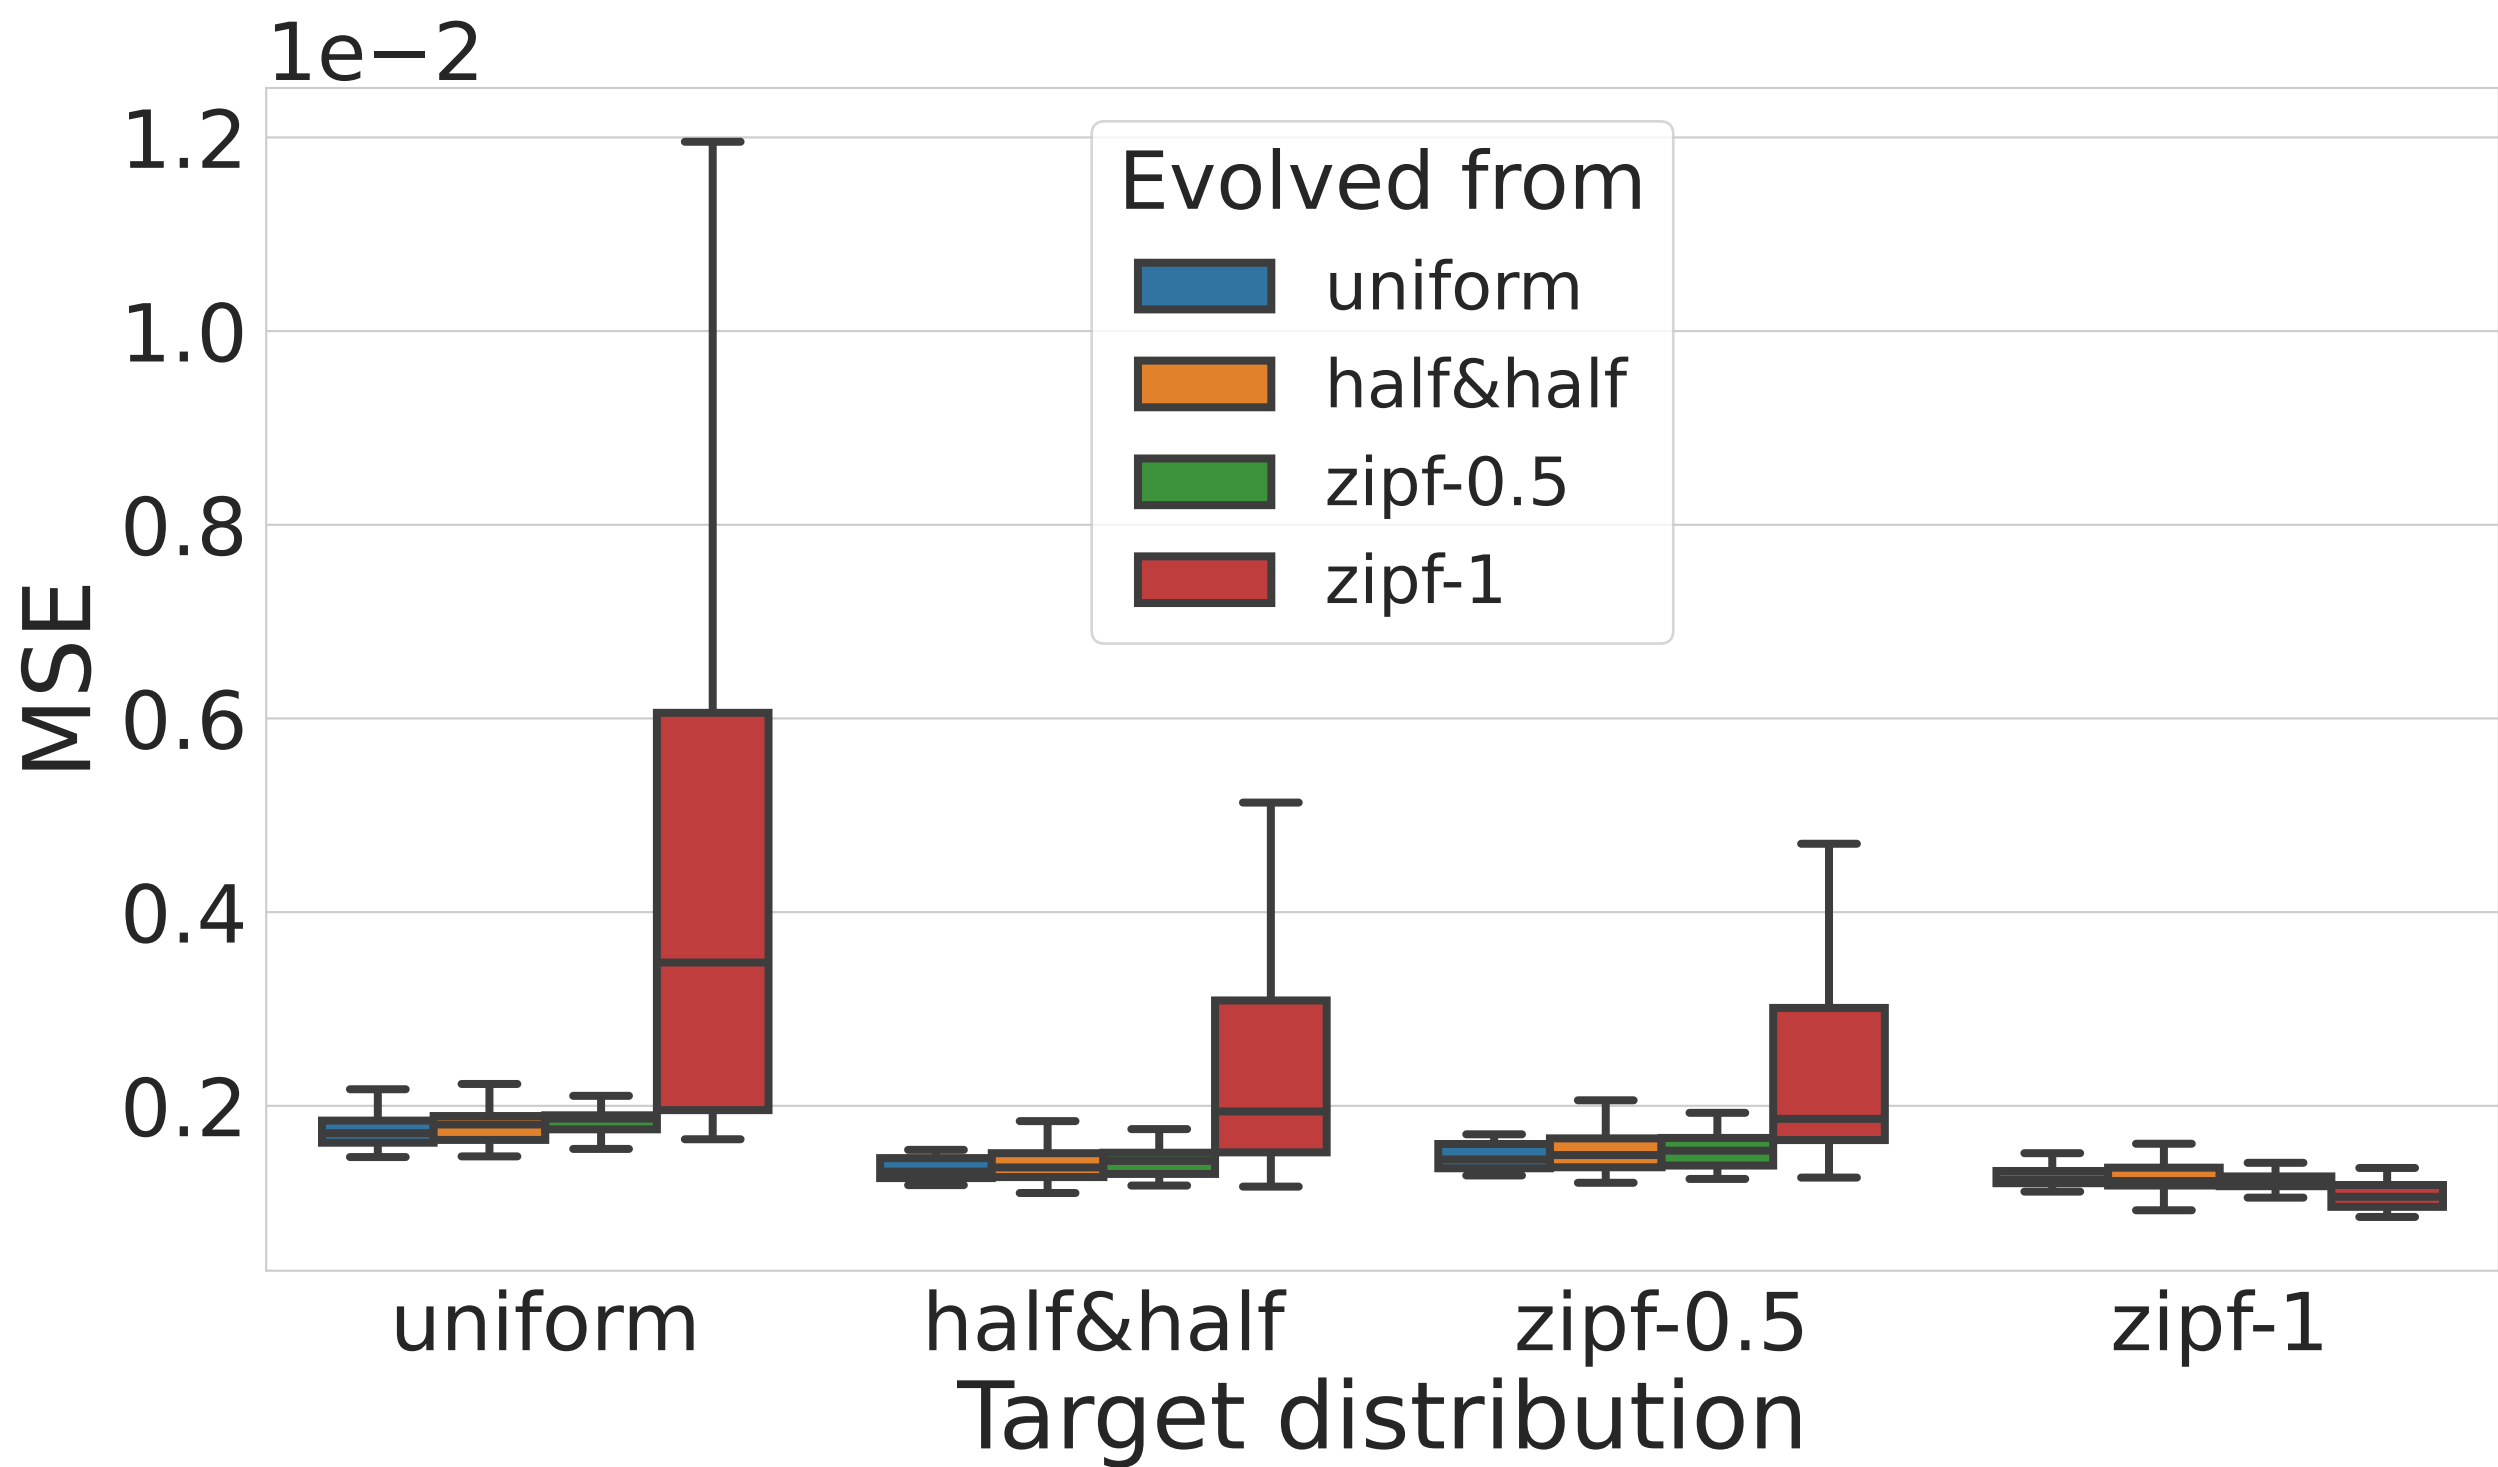 1e−2
1.2
1.0
0.8
0.6
0.4
0.2
MSE
Evolved from
uniform
half&half
zipf-0.5
zipf-1
uniform
half&half
zipf-0.5
zipf-1
Target distribution